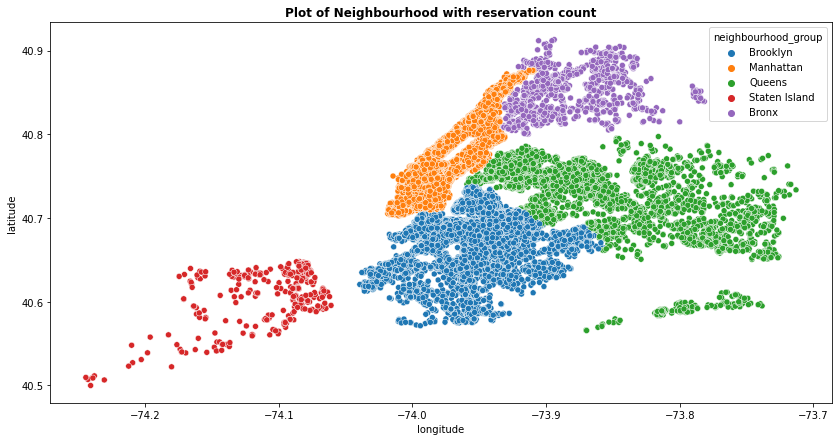 Plot of Neighbourhood with reservation count
neighbourhood_group
Brooklyn
Manhattan
Queens
Staten Island
Bronx
40.9
40.8
40.7
40.6
40.5
latitude
−74.2
−74.1
−74.0
−73.9
−73.8
−73.7
longitude